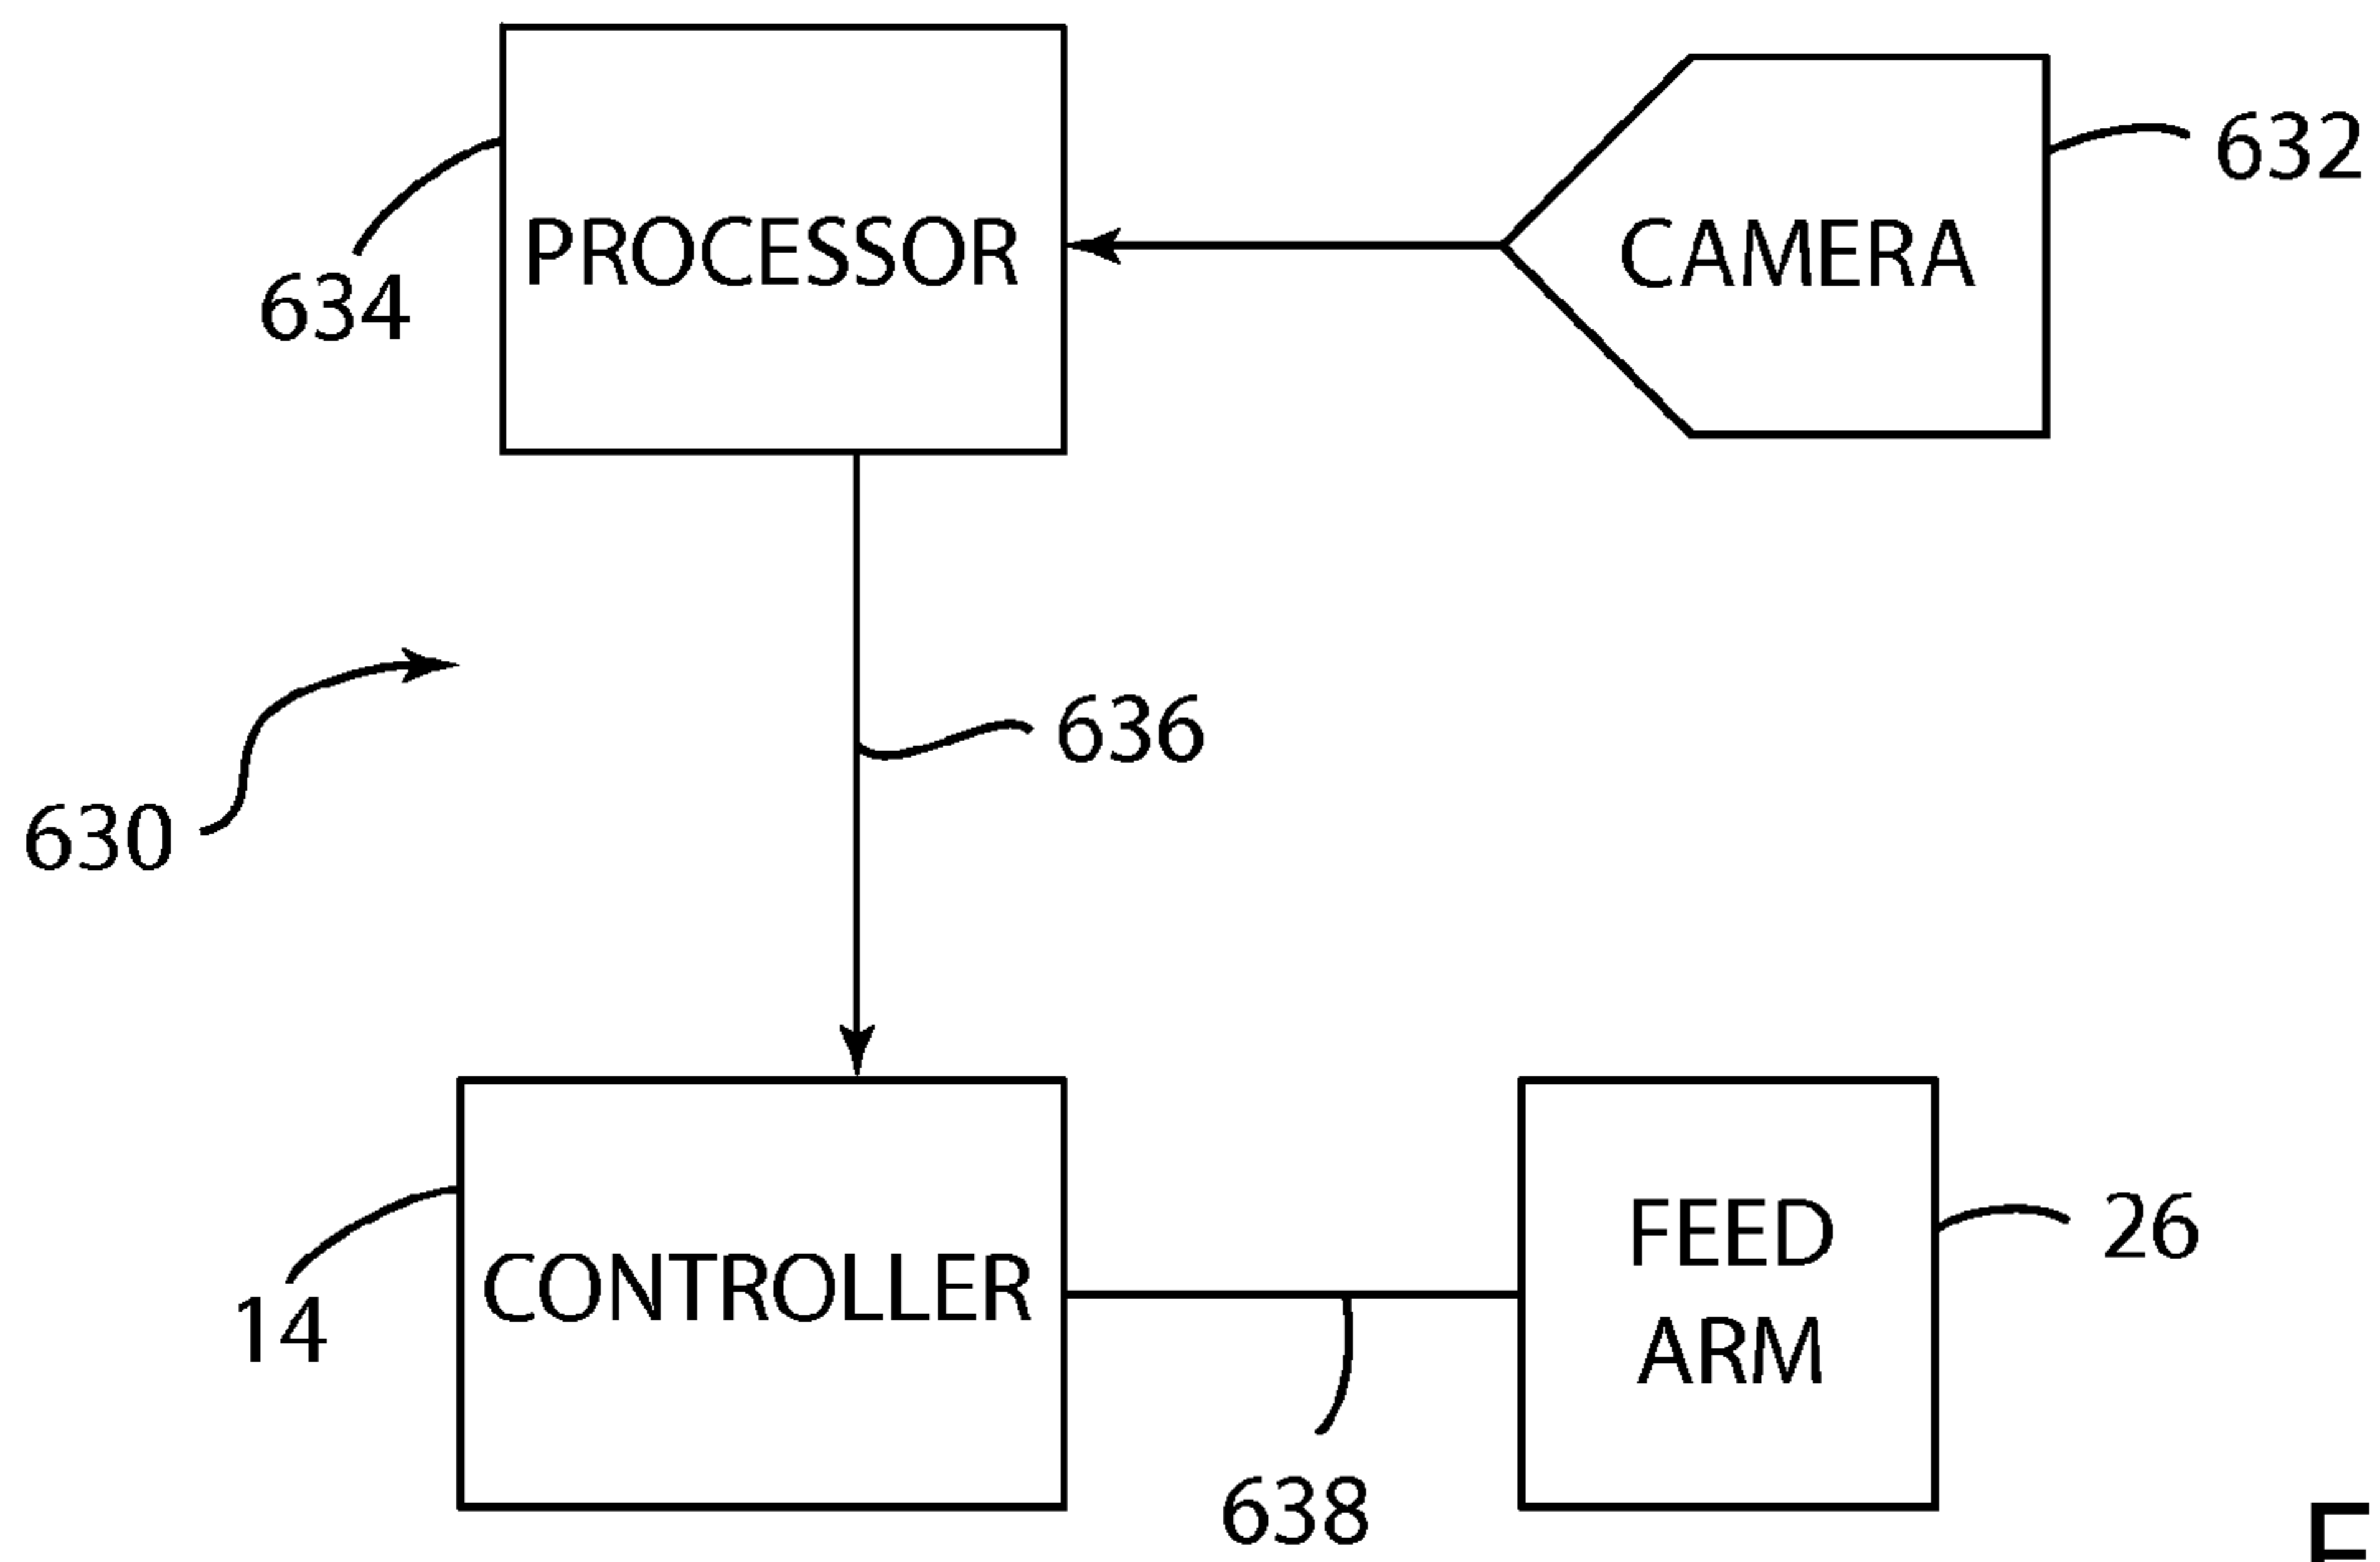 PROCESSOR
CAMERA
632
634
636
630
CONTROLLER
FEED
ARM
26
14
638
F